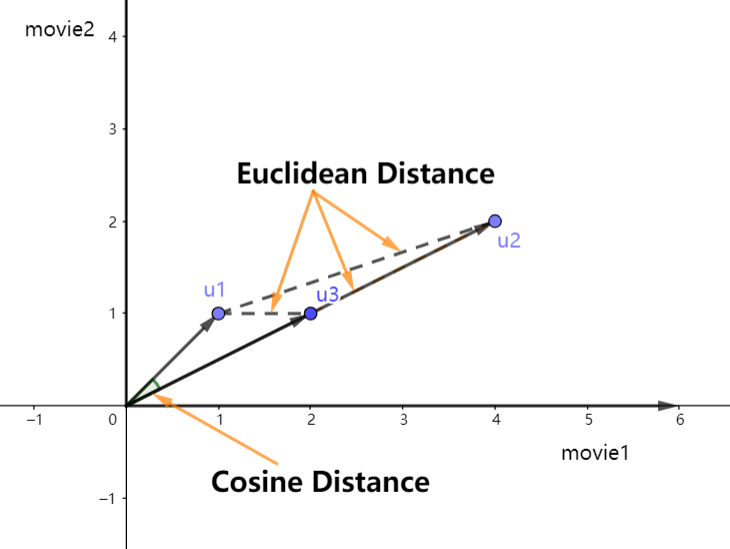 movie2
4
3
Euclidean Distance
2
u2
u1
u3
1
−1
0
1
2
3
4
5
6
movie1
Cosine Distance
−1